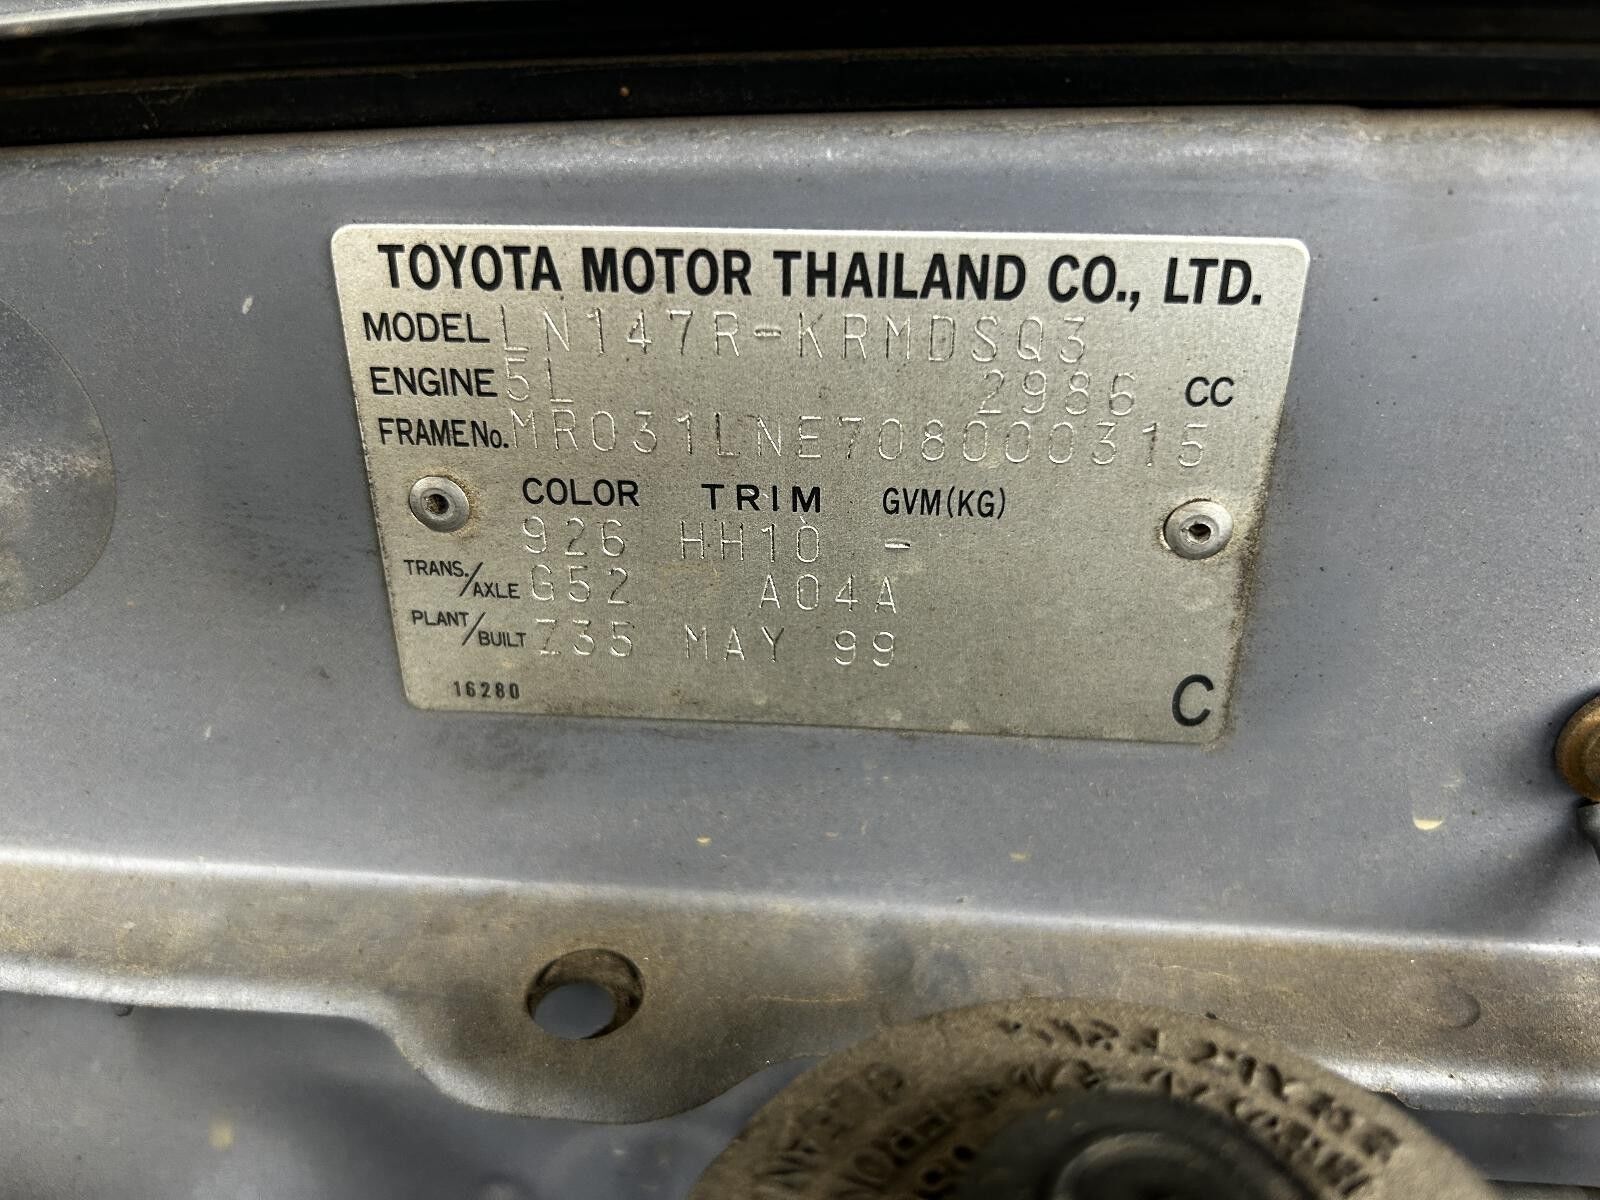 TOYOTA MOTOR THAILAND CO., LTD.
MODEL LN147R-KRMDSQ3
ENGINE 5L 2986 CC
FRAME No. MR031LNE708000315
COLOR TRIM GVM(KG)
926 HH10 -
TRANS./AXLE G52 A04A
PLANT/BUILT Z35 MAY 99
16280 C